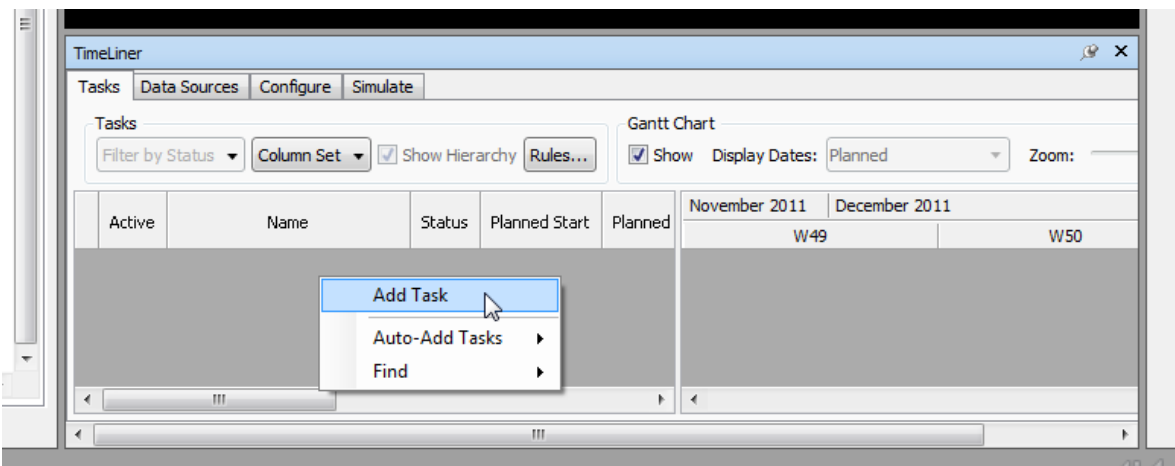 TimeLiner
Tasks Data Sources Configure Simulate
Tasks Gantt Chart
Filter by Status Column Set Show Hierarchy Rules... Show Display Dates: Planned Zoom:
Active Name Status Planned Start Planned November 2011 December 2011
W49 W50
Add Task
Auto-Add Tasks
Find